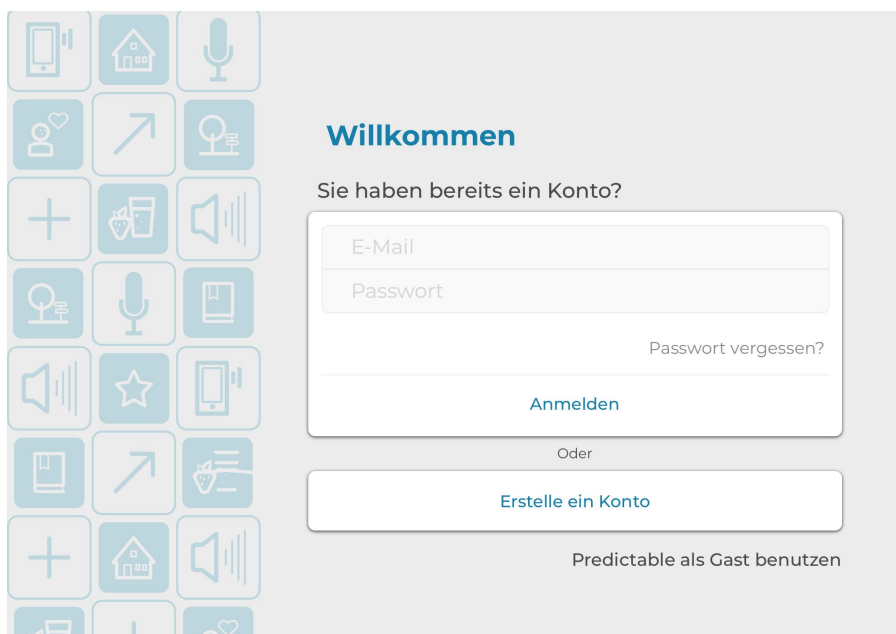 Willkommen
Sie haben bereits ein Konto?
E-Mail
Passwort
Passwort vergessen?
Anmelden
Oder
Erstelle ein Konto
Predictable als Gast benutzen